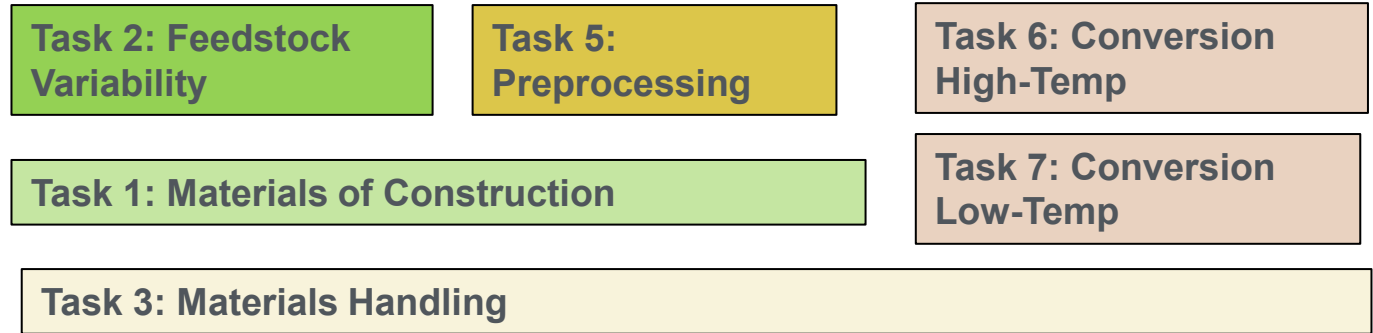 Task 2: Feedstock
Variability
Task 5:
Preprocessing
Task 6: Conversion
High-Temp
Task 1: Materials of Construction
Task 7: Conversion
Low-Temp
Task 3: Materials Handling